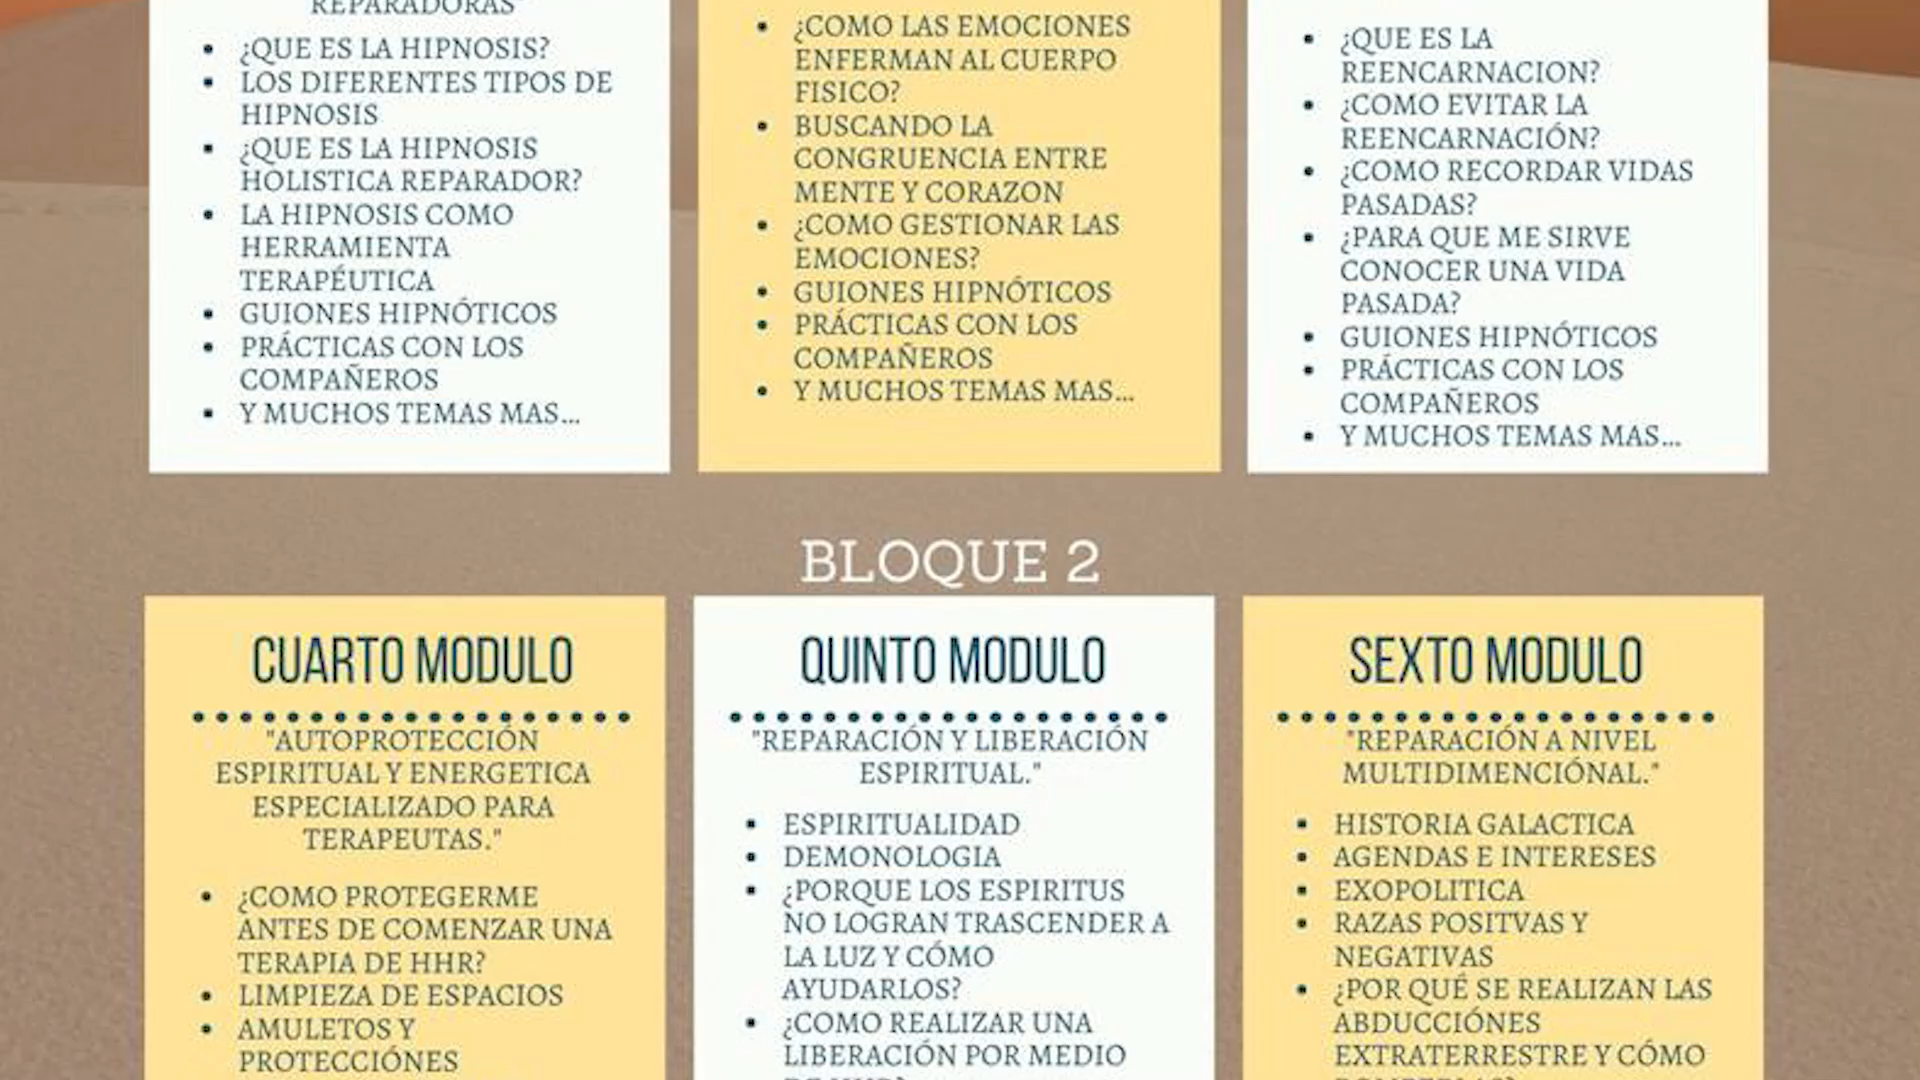 REPARADORAS"
• ¿QUE ES LA HIPNOSIS?
• LOS DIFERENTES TIPOS DE
HIPNOSIS
• ¿QUE ES LA HIPNOSIS
HOLISTICA REPARADOR?
• LA HIPNOSIS COMO
HERRAMIENTA
TERAPÉUTICA
• GUIONES HIPNÓTICOS
• PRÁCTICAS CON LOS
COMPAÑEROS
• Y MUCHOS TEMAS MAS...
• ¿COMO LAS EMOCIONES
ENFERMAN AL CUERPO
FISICO?
• BUSCANDO LA
CONGRUENCIA ENTRE
MENTE Y CORAZON
• ¿COMO GESTIONAR LAS
EMOCIONES?
• GUIONES HIPNÓTICOS
• PRÁCTICAS CON LOS
COMPAÑEROS
• Y MUCHOS TEMAS MAS...
• ¿QUE ES LA
REENCARNACION?
• ¿COMO EVITAR LA
REENCARNACIÓN?
• ¿COMO RECORDAR VIDAS
PASADAS?
• ¿PARA QUE ME SIRVE
CONOCER UNA VIDA
PASADA?
• GUIONES HIPNÓTICOS
• PRÁCTICAS CON LOS
COMPAÑEROS
• Y MUCHOS TEMAS MAS...
BLOQUE 2
CUARTO MODULO
"AUTOPROTECCIÓN
ESPIRITUAL Y ENERGETICA
ESPECIALIZADO PARA
TERAPEUTAS."
• ¿COMO PROTEGERME
ANTES DE COMENZAR UNA
TERAPIA DE HHR?
• LIMPIEZA DE ESPACIOS
• AMULETOS Y
PROTECCIÓNES
QUINTO MODULO
"REPARACIÓN Y LIBERACIÓN
ESPIRITUAL."
• ESPIRITUALIDAD
• DEMONOLOGIA
• ¿PORQUE LOS ESPIRITUS
NO LOGRAN TRASCENDER A
LA LUZ Y CÓMO
AYUDARLOS?
• ¿COMO REALIZAR UNA
LIBERACIÓN POR MEDIO
SEXTO MODULO
"REPARACIÓN A NIVEL
MULTIDIMENCIÓNAL."
• HISTORIA GALACTICA
• AGENDAS E INTERESES
• EXOPOLITICA
• RAZAS POSITVAS Y
NEGATIVAS
• ¿POR QUÉ SE REALIZAN LAS
ABDUCCIÓNES
EXTRATERRESTRE Y CÓMO